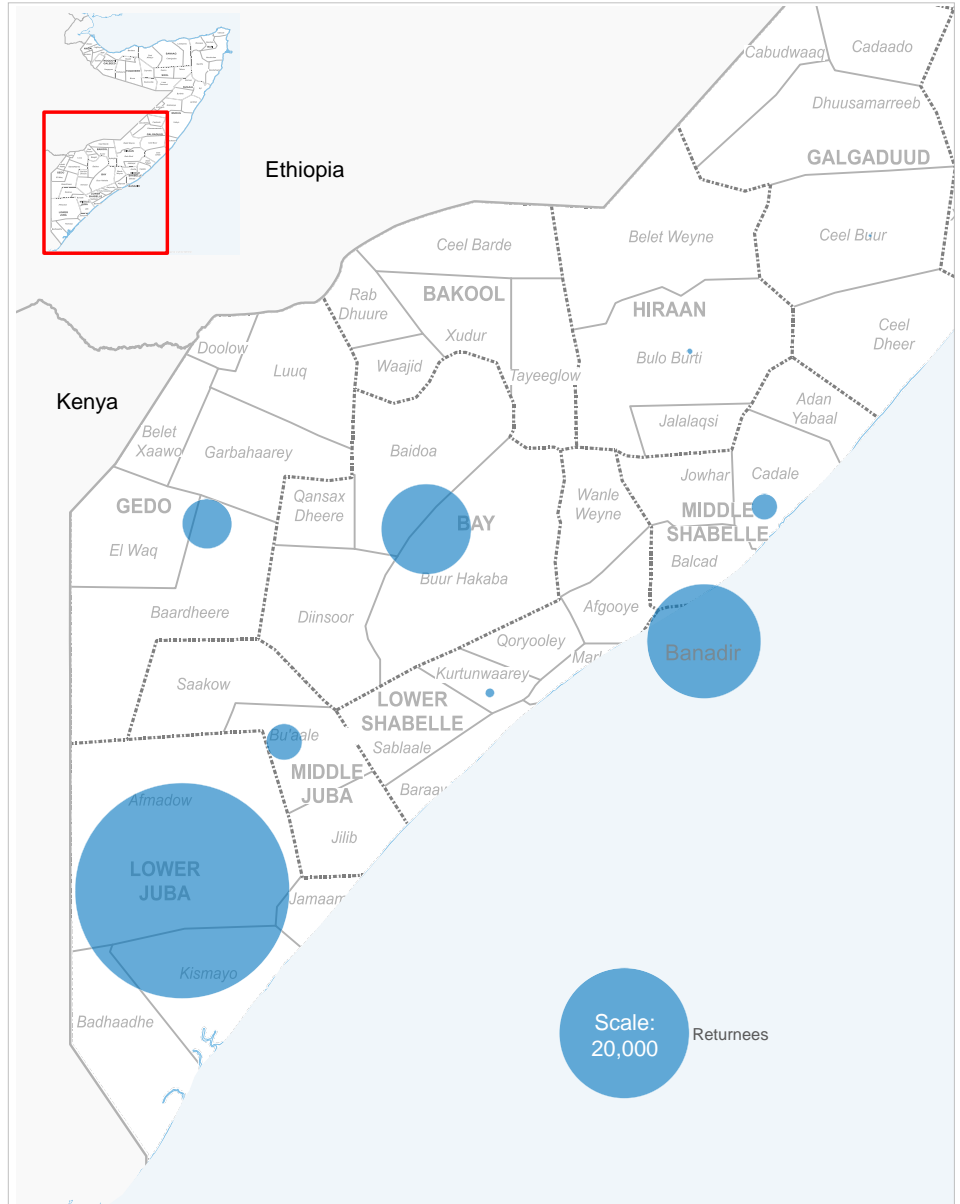 Cabudwaaq
Cadaado
Dhuusamarreeb
GALGADUUD
Ethiopia
Belet Weyne
Ceel Buur
Ceel Barde
BAKOOL
HIRAAN
Rab
Dhuure
Xudur
Ceel
Dheer
Doolow
Luuq
Waajid
Tayeeglow
Bulo Burti
Kenya
Adan
Yabaal
Belet
Xaawo
Garbahaarey
Baidoa
Jalalaqsi
Jowhar
Cadale
GEDO
Qansax
Dheere
Wanle
Weyne
MIDDLE
SHABELLE
BAY
El Waq
Balcad
Buur Hakaba
Baardheere
Diinsoor
Afgooye
Qoryooley
Banadir
Saakow
Kurtunwaarey
LOWER
SHABELLE
Bu'aale
Sablaale
MIDDLE
JUBA
Baraaw
Afmadow
Jilib
LOWER
JUBA
Jamaam
Kismayo
Badhaadhe
Scale:
20,000
Returnees